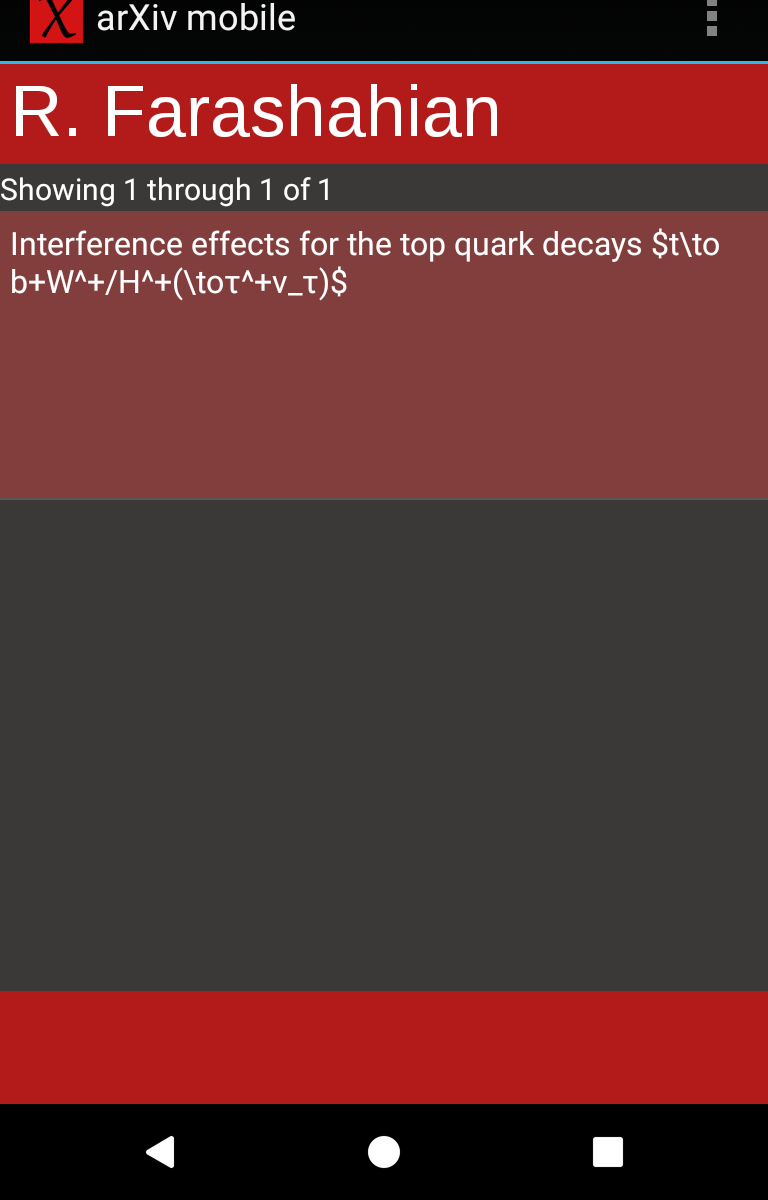 arXiv mobile
R. Farashahian
Showing 1 through 1 of 1
Interference effects for the top quark decays $t\to
b+W^+/H^+(\toτ^+ν_τ)$